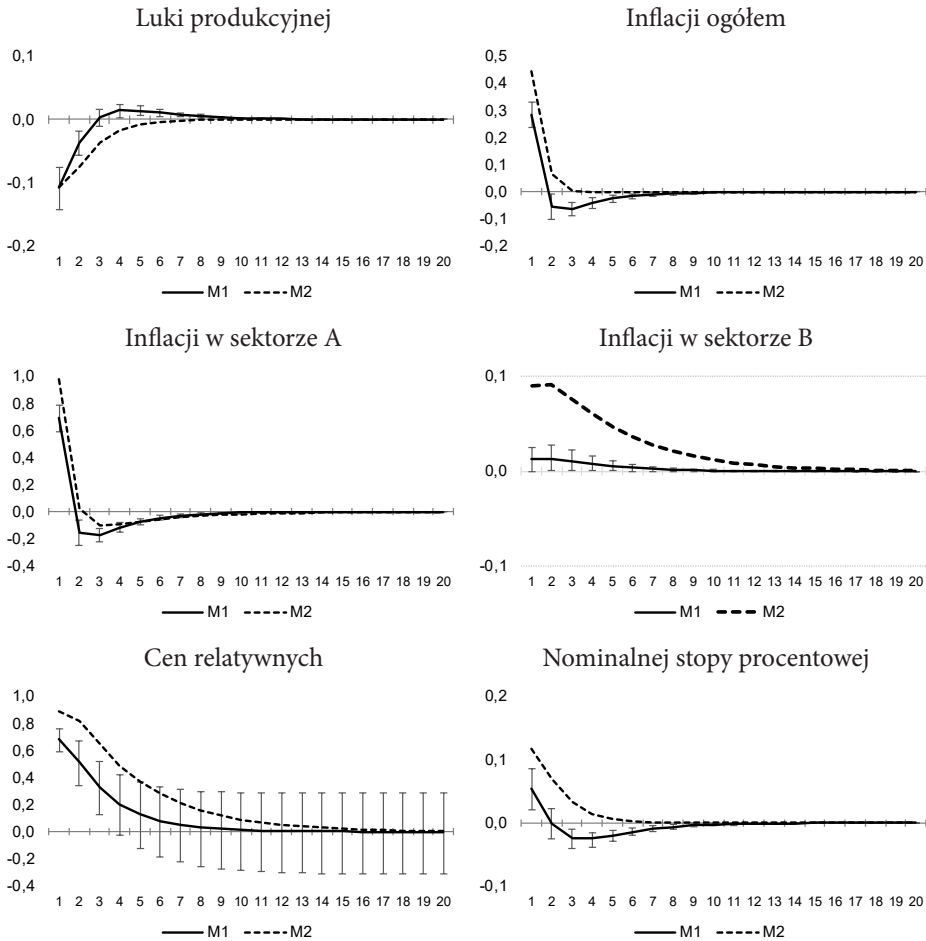 Luki produkcyjnej
0,1
0,0
-0,1
-0,2
1 2 3 4 5 6 7 8 9 10 11 12 13 14 15 16 17 18 19 20
M1 M2
Inflacji ogółem
0,5
0,4
0,3
0,2
0,1
0,0
-0,1
-0,2
1 2 3 4 5 6 7 8 9 10 11 12 13 14 15 16 17 18 19 20
M1 M2
Inflacji w sektorze A
1,0
0,8
0,6
0,4
0,2
0,0
-0,2
-0,4
1 2 3 4 5 6 7 8 9 10 11 12 13 14 15 16 17 18 19 20
M1 M2
Inflacji w sektorze B
0,1
0,0
-0,1
1 2 3 4 5 6 7 8 9 10 11 12 13 14 15 16 17 18 19 20
M1 M2
Cen relatywnych
1,0
0,8
0,6
0,4
0,2
0,0
-0,2
-0,4
1 2 3 4 5 6 7 8 9 10 11 12 13 14 15 16 17 18 19 20
M1 M2
Nominalnej stopy procentowej
0,2
0,1
0,0
-0,1
1 2 3 4 5 6 7 8 9 10 11 12 13 14 15 16 17 18 19 20
M1 M2